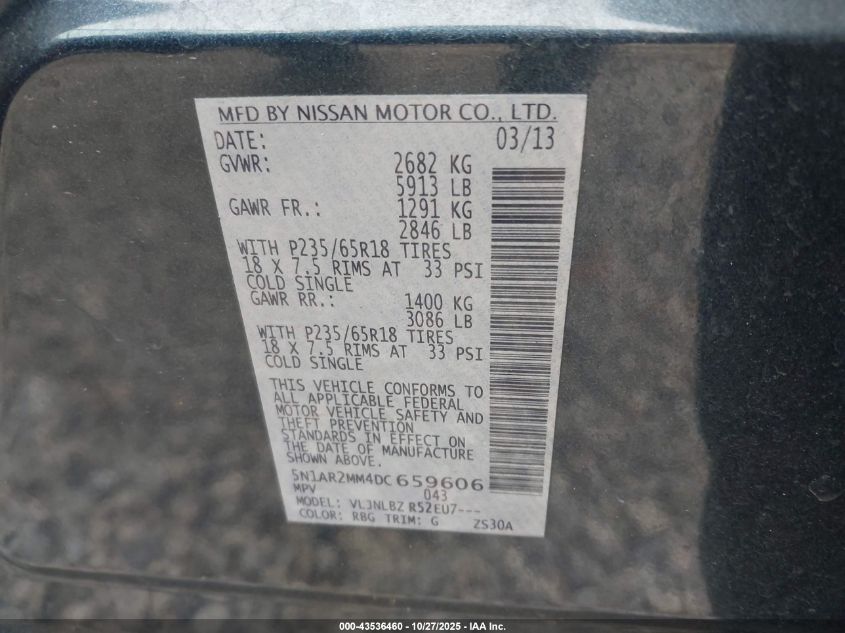 MFD BY NISSAN MOTOR CO., LTD.
DATE: 03/13
GVWR: 2682 KG
5913 LB
GAWR FR.: 1291 KG
2846 LB
WITH P235/65R18 TIRES
18 X 7.5 RIMS AT 33 PSI
COLD SINGLE
GAWR RR.: 1400 KG
3086 LB
WITH P235/65R18 TIRES
18 X 7.5 RIMS AT 33 PSI
COLD SINGLE
THIS VEHICLE CONFORMS TO
ALL APPLICABLE FEDERAL
MOTOR VEHICLE SAFETY AND
THEFT PREVENTION
STANDARDS IN EFFECT ON
THE DATE OF MANUFACTURE
SHOWN ABOVE.
5N1AR2MM4DC 659606
MPV 043
MODEL: VLJNLBZ R52EU7---
COLOR: RBG TRIM: G ZS30A
000-43536460 - 10/27/2025 - IAA Inc.